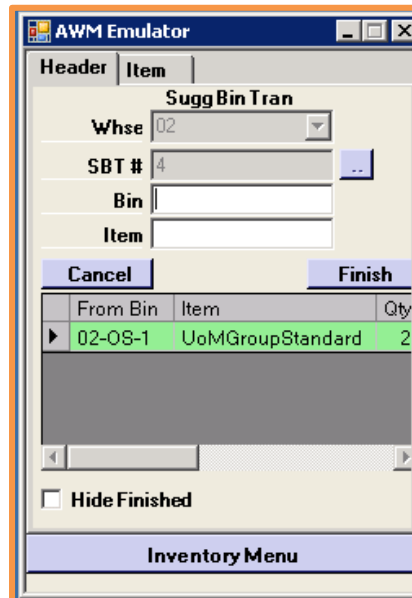 AWM Emulator
Header Item
Sugg Bin Tran
Whse 02
SBT # 4 ..
Bin
Item
Cancel Finish
From Bin Item Qty
02-OS-1 UoMGroupStandard 2
Hide Finished
Inventory Menu